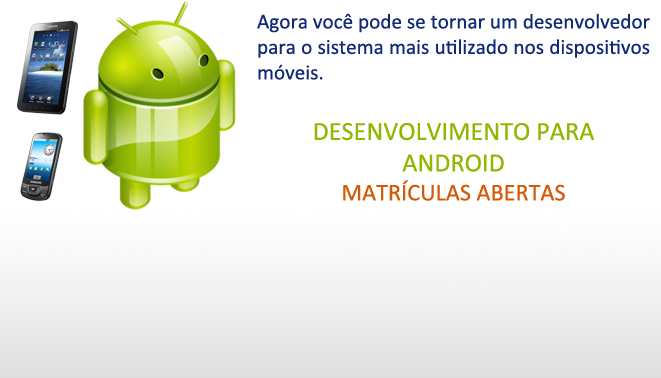 Agora você pode se tornar um desenvolvedor
para o sistema mais utilizado nos dispositivos
móveis.
DESENVOLVIMENTO PARA
ANDROID
MATRÍCULAS ABERTAS